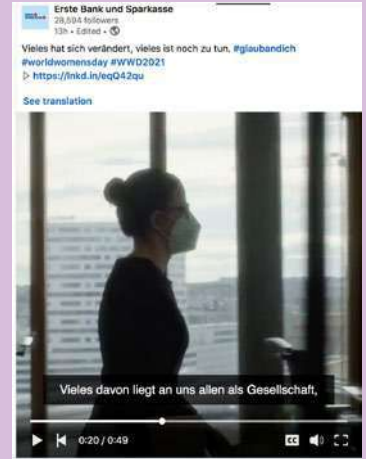 Erste Bank und Sparkasse
28,594 followers
13h • Edited •
Vieles hat sich verändert, vieles ist noch zu tun. #glaubandich
#worldwomensday #WWD2021
▷ https://lnkd.in/eqQ42qu
See translation
Vieles davon liegt an uns allen als Gesellschaft,
0:20 / 0:49
CC